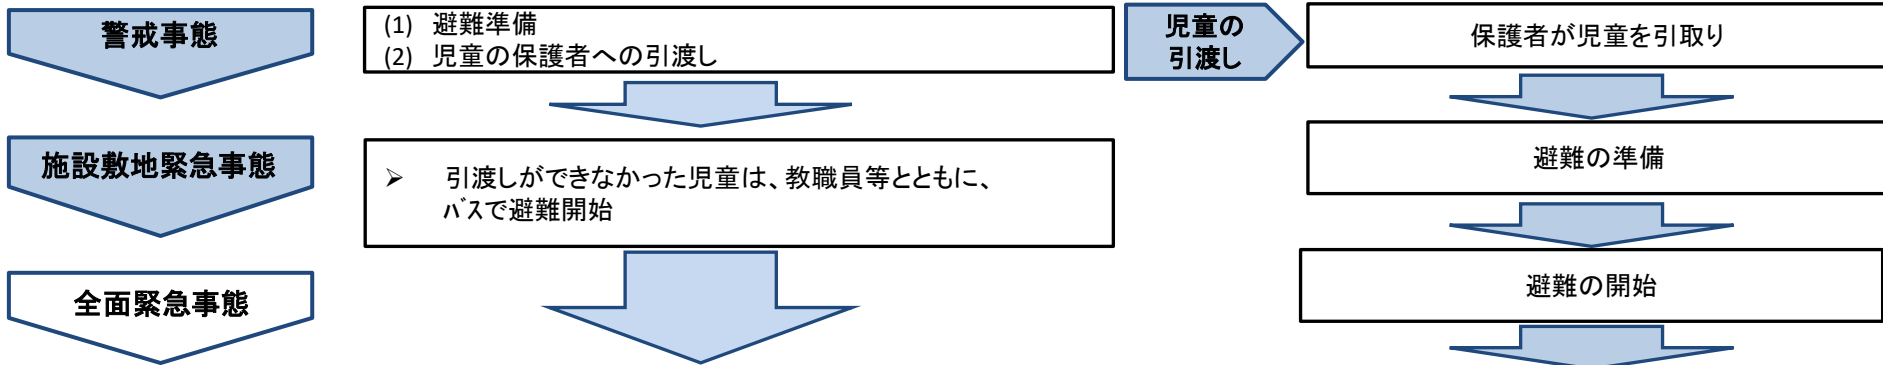 警戒事態
(1) 避難準備
(2) 児童の保護者への引渡し
児童の
引渡し
保護者が児童を引取り
施設敷地緊急事態
➢ 引渡しができなかった児童は、教職員等とともに、
バスで避難開始
避難の準備
全面緊急事態
避難の開始